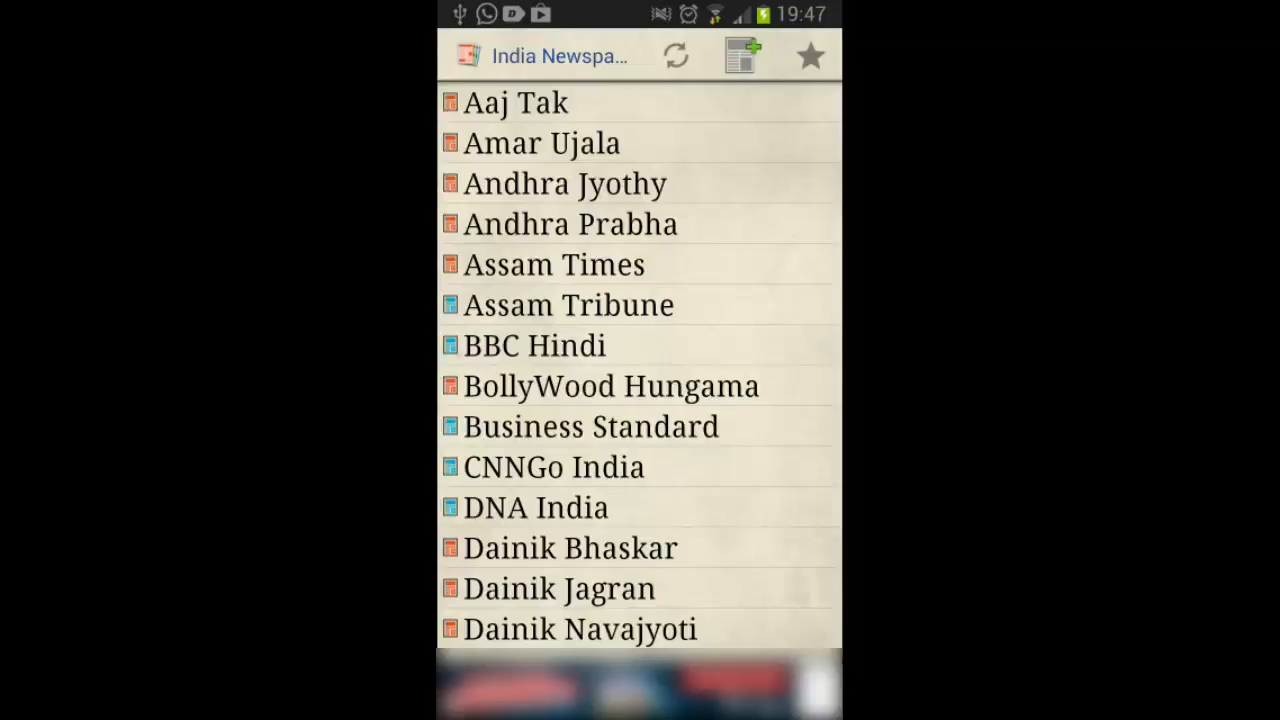 19:47
India Newspa...
Aaj Tak
Amar Ujala
Andhra Jyothy
Andhra Prabha
Assam Times
Assam Tribune
BBC Hindi
BollyWood Hungama
Business Standard
CNNGo India
DNA India
Dainik Bhaskar
Dainik Jagran
Dainik Navajyoti